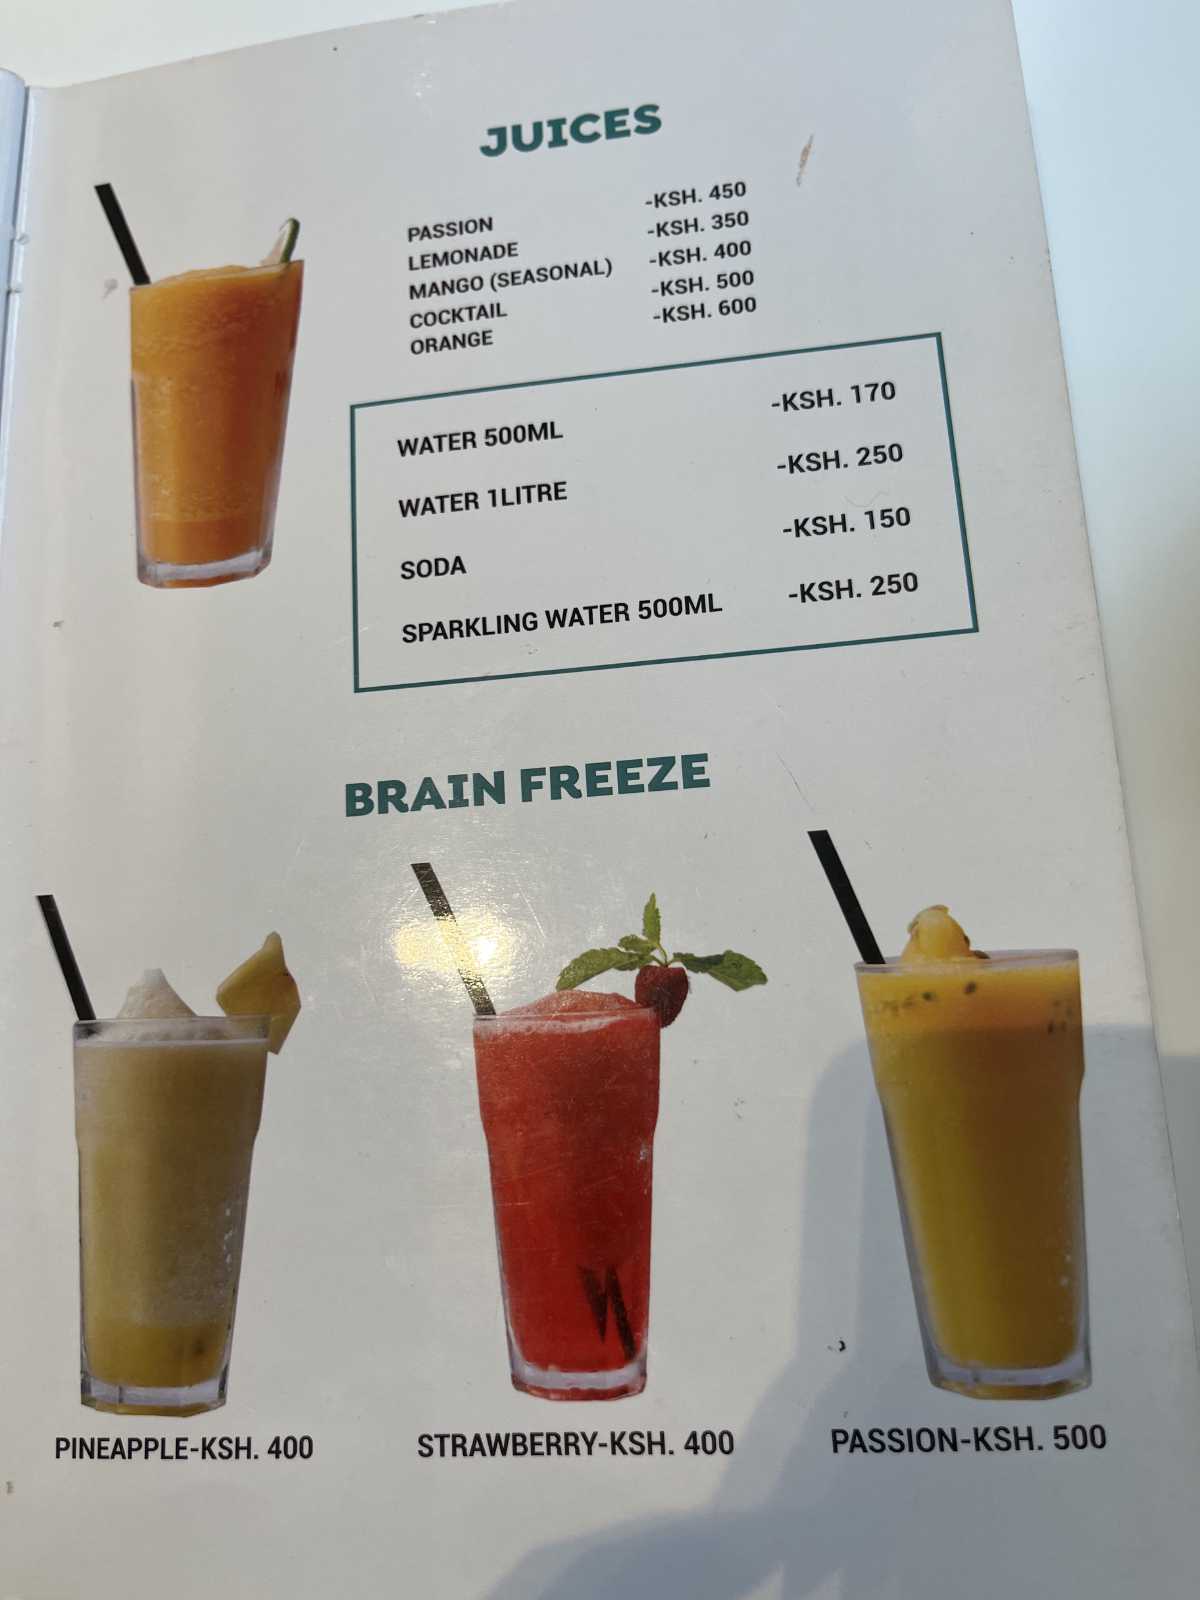 JUICES
PASSION -KSH. 450
LEMONADE -KSH. 350
MANGO (SEASONAL) -KSH. 400
COCKTAIL -KSH. 500
ORANGE -KSH. 600
WATER 500ML -KSH. 170
WATER 1LITRE -KSH. 250
SODA -KSH. 150
SPARKLING WATER 500ML -KSH. 250
BRAIN FREEZE
PINEAPPLE-KSH. 400
STRAWBERRY-KSH. 400
PASSION-KSH. 500